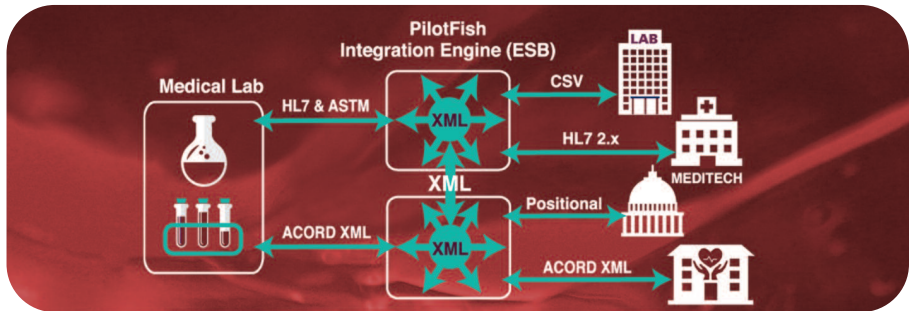 PilotFish
Integration Engine (ESB)
Medical Lab
HL7 & ASTM
XML
CSV
LAB
HL7 2.x
MEDITECH
XML
Positional
ACORD XML
XML
ACORD XML